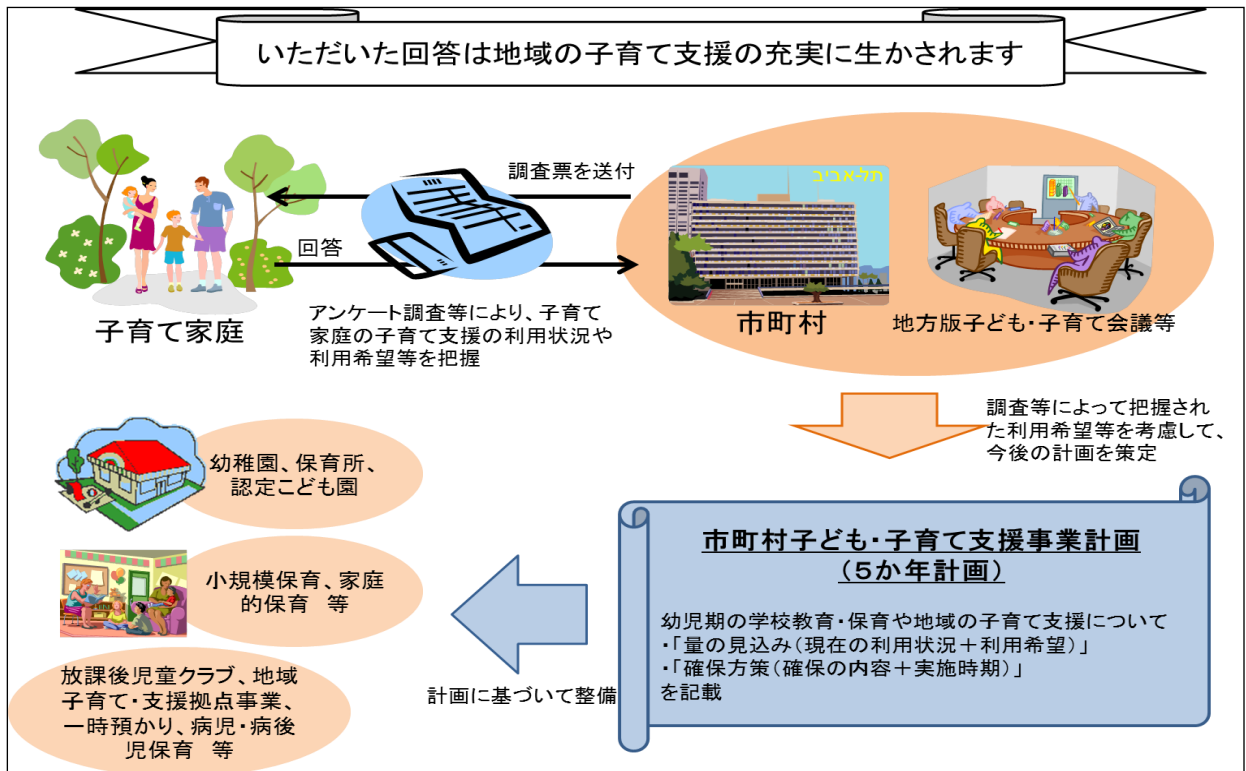 いただいた回答は地域の子育て支援の充実に生かされます
調査票を送付
回答
子育て家庭
アンケート調査等により、子育て
家庭の子育て支援の利用状況や
利用希望等を把握
תל-אביב
市町村
地方版子ども・子育て会議等
調査等によって把握され
た利用希望等を考慮して、
今後の計画を策定
市町村子ども・子育て支援事業計画
(５か年計画)
幼児期の学校教育・保育や地域の子育て支援について
・「量の見込み(現在の利用状況＋利用希望)」
・「確保方策(確保の内容＋実施時期)」
を記載
計画に基づいて整備
幼稚園、保育所、
認定こども園
小規模保育、家庭
的保育　等
放課後児童クラブ、地域
子育て・支援拠点事業、
一時預かり、病児・病後
児保育　等